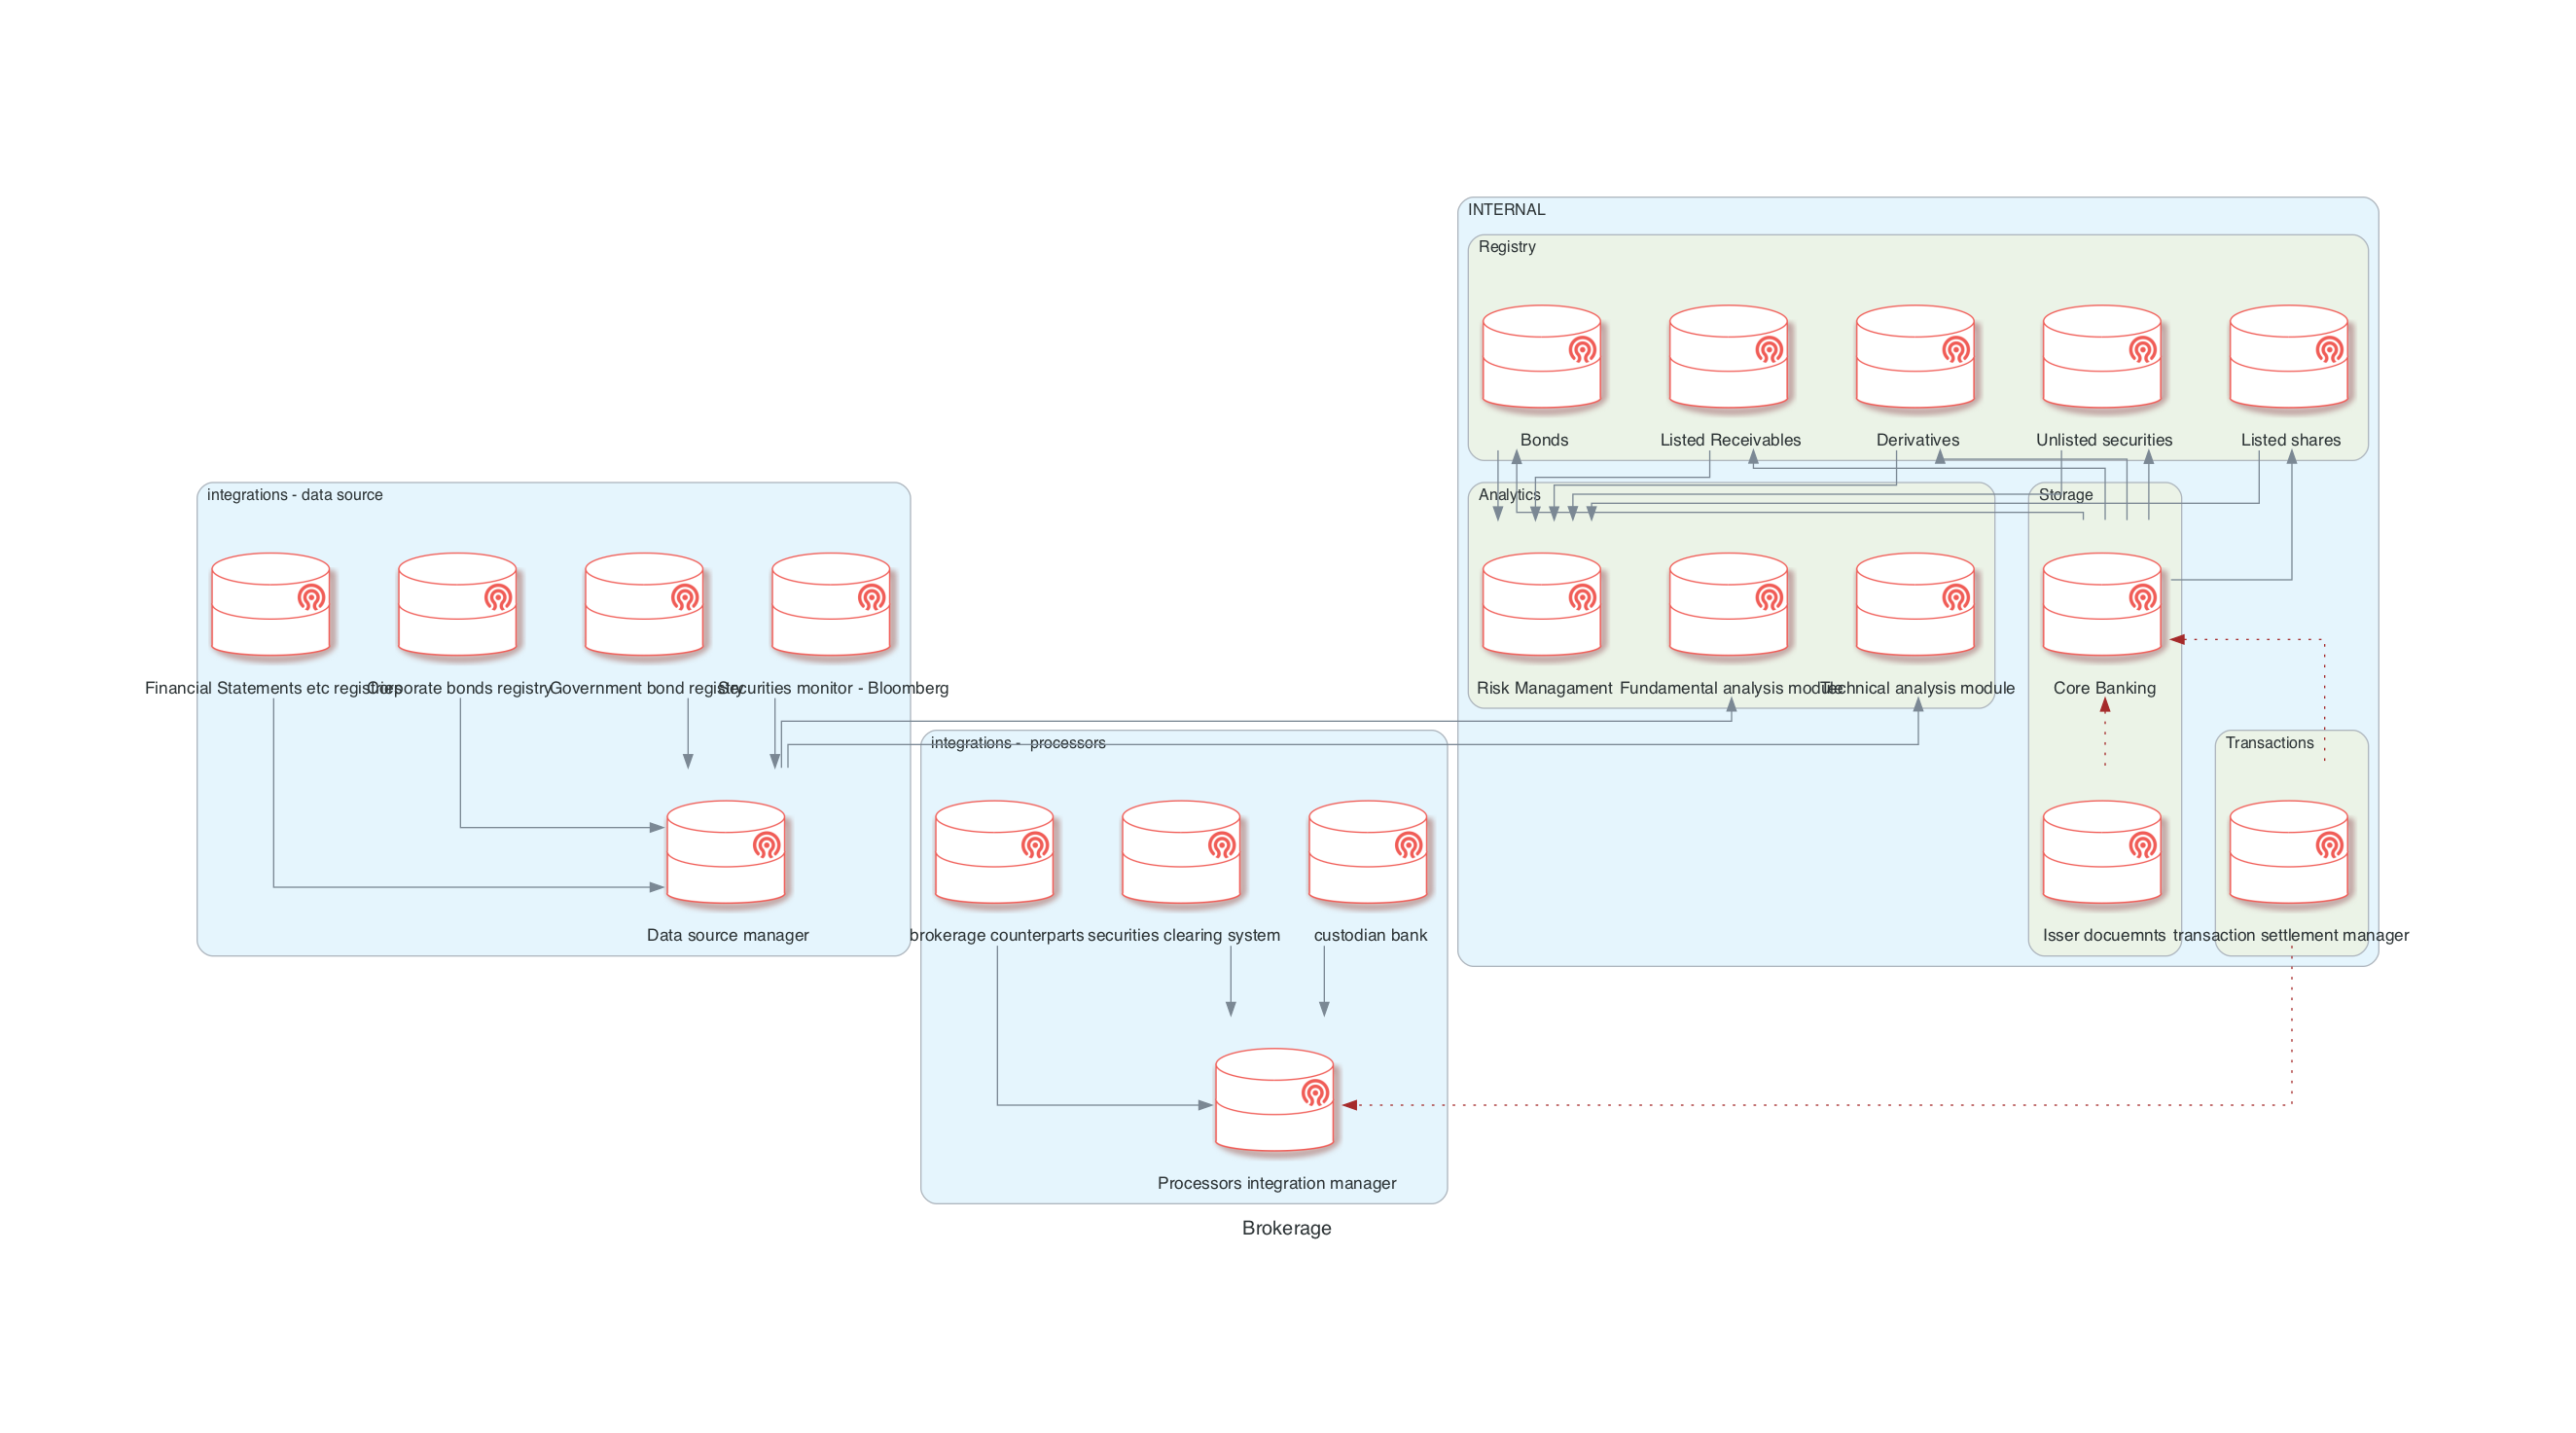 INTERNAL
Registry
Bonds
Listed Receivables
Derivatives
Unlisted securities
Listed shares
integrations - data source
Analytics
Storage
Financial Statements etc registries
Corporate bonds registry
Government bond registry
Securities monitor - Bloomberg
Risk Managament
Fundamental analysis module
Technical analysis module
Core Banking
integrations -  processors
Transactions
Data source manager
brokerage counterparts
securities clearing system
custodian bank
Isser docuemnts
transaction settlement manager
Processors integration manager
Brokerage